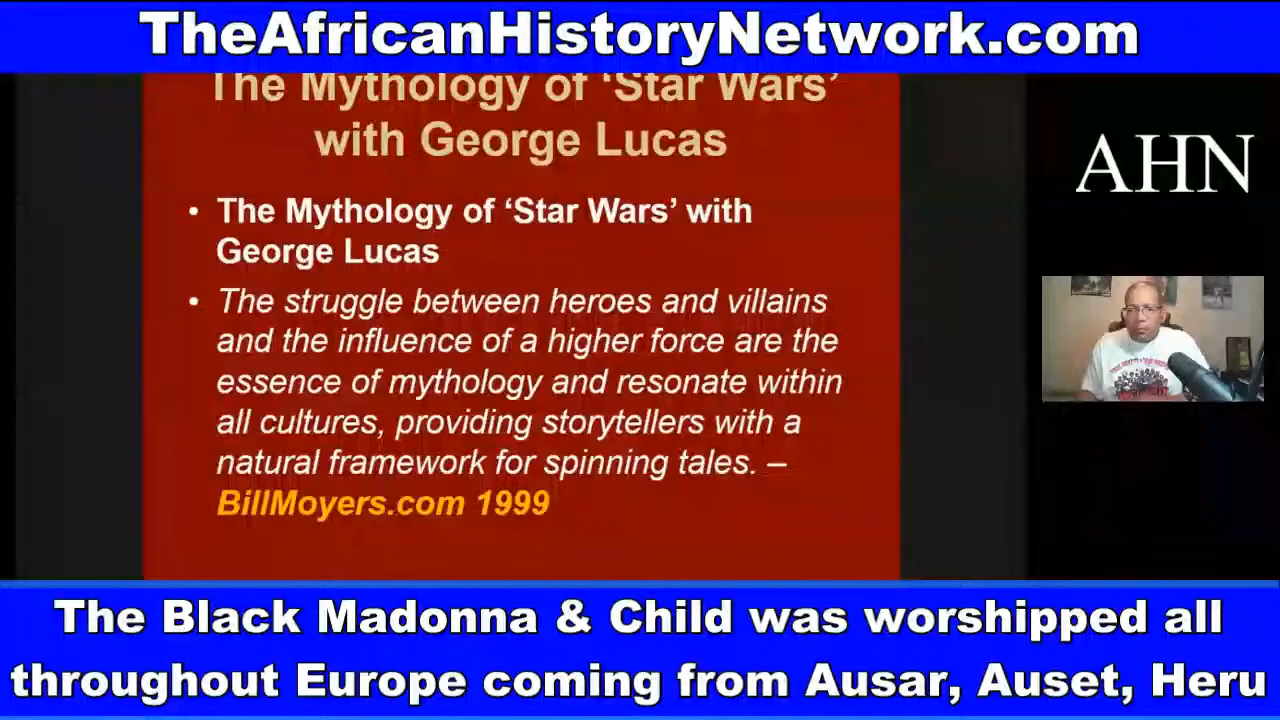 TheAfricanHistoryNetwork.com
The Mythology of ‘Star Wars’
with George Lucas
AHN
• The Mythology of ‘Star Wars’ with
George Lucas
• The struggle between heroes and villains
and the influence of a higher force are the
essence of mythology and resonate within
all cultures, providing storytellers with a
natural framework for spinning tales. –
BillMoyers.com 1999
The Black Madonna & Child was worshipped all
throughout Europe coming from Ausar, Auset, Heru